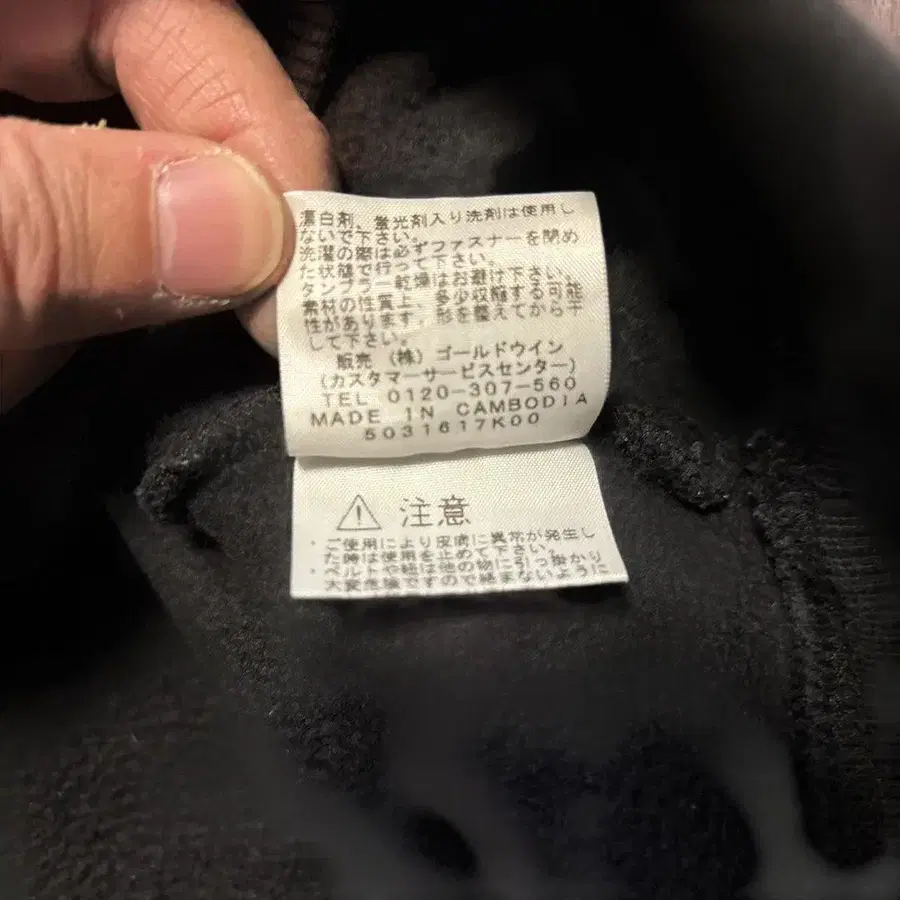 漂白剤、蛍光剤入り洗剤は使用し
ないで下さい。
洗濯の際は必ずファスナーを閉め
た状態で行って下さい。
タンブラー乾燥はお避け下さい。
素材の性質上、多少収縮する可能
性があります。形を整えてから干
して下さい。
販売 (株) ゴールドウイン
(カスタマーサービスセンター)
TEL 0120-307-560
MADE IN CAMBODIA
5031617K00
⚠ 注意
・ご使用により皮膚に異常が発生し
た時は使用を止めて下さい。
・ベルトや紐は他の物に引っ掛かり
大変危険ですので絡まないように